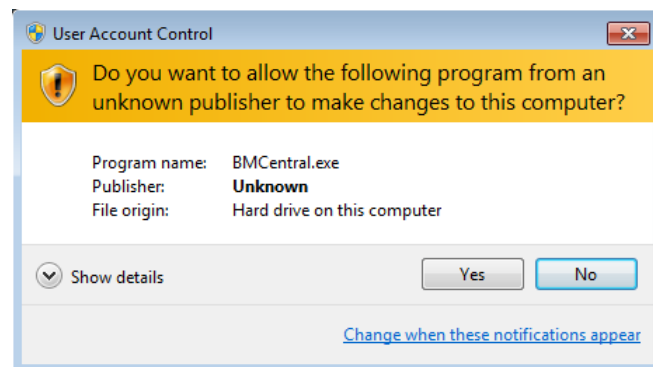 User Account Control
Do you want to allow the following program from an
unknown publisher to make changes to this computer?
Program name: BMCentral.exe
Publisher: Unknown
File origin: Hard drive on this computer
Show details Yes No
Change when these notifications appear